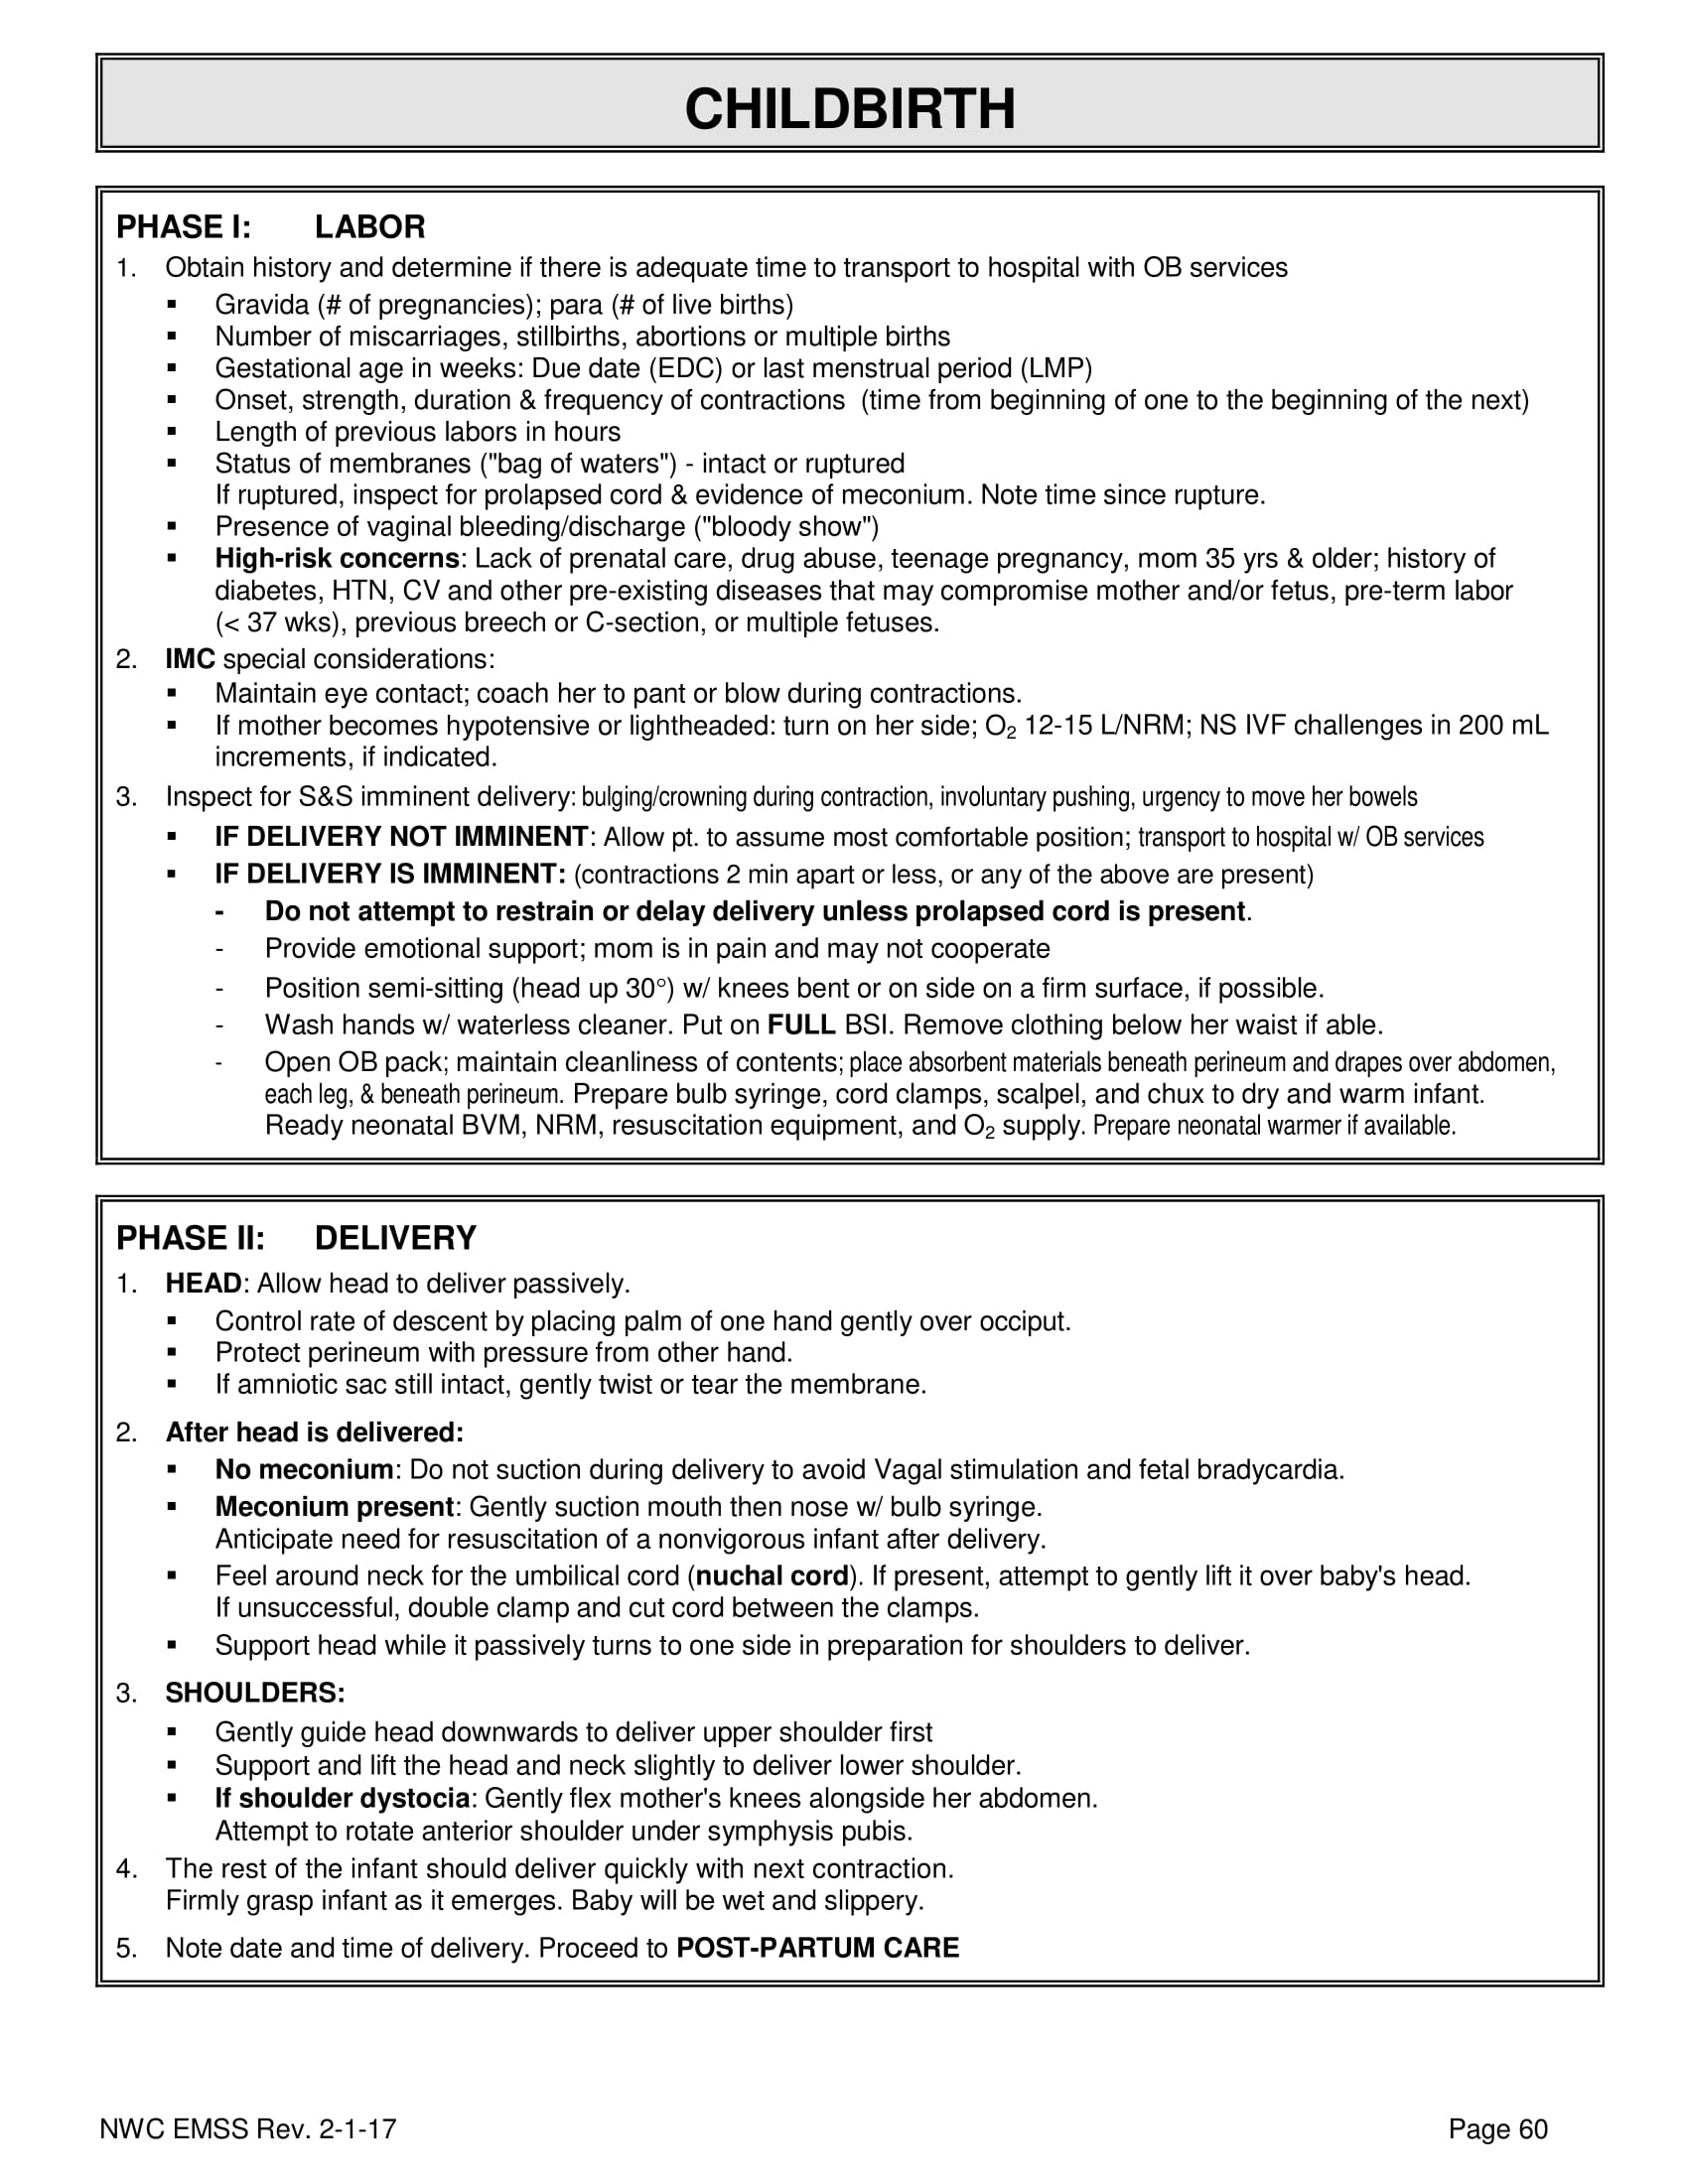 CHILDBIRTH
PHASE I: LABOR
1. Obtain history and determine if there is adequate time to transport to hospital with OB services
▪ Gravida (# of pregnancies); para (# of live births)
▪ Number of miscarriages, stillbirths, abortions or multiple births
▪ Gestational age in weeks: Due date (EDC) or last menstrual period (LMP)
▪ Onset, strength, duration & frequency of contractions (time from beginning of one to the beginning of the next)
▪ Length of previous labors in hours
▪ Status of membranes ("bag of waters") - intact or ruptured
If ruptured, inspect for prolapsed cord & evidence of meconium. Note time since rupture.
▪ Presence of vaginal bleeding/discharge ("bloody show")
▪ High-risk concerns: Lack of prenatal care, drug abuse, teenage pregnancy, mom 35 yrs & older; history of
diabetes, HTN, CV and other pre-existing diseases that may compromise mother and/or fetus, pre-term labor
(< 37 wks), previous breech or C-section, or multiple fetuses.
2. IMC special considerations:
▪ Maintain eye contact; coach her to pant or blow during contractions.
▪ If mother becomes hypotensive or lightheaded: turn on her side; O₂ 12-15 L/NRM; NS IVF challenges in 200 mL
increments, if indicated.
3. Inspect for S&S imminent delivery: bulging/crowning during contraction, involuntary pushing, urgency to move her bowels
▪ IF DELIVERY NOT IMMINENT: Allow pt. to assume most comfortable position; transport to hospital w/ OB services
▪ IF DELIVERY IS IMMINENT: (contractions 2 min apart or less, or any of the above are present)
- Do not attempt to restrain or delay delivery unless prolapsed cord is present.
- Provide emotional support; mom is in pain and may not cooperate
- Position semi-sitting (head up 30°) w/ knees bent or on side on a firm surface, if possible.
- Wash hands w/ waterless cleaner. Put on FULL BSI. Remove clothing below her waist if able.
- Open OB pack; maintain cleanliness of contents; place absorbent materials beneath perineum and drapes over abdomen,
each leg, & beneath perineum. Prepare bulb syringe, cord clamps, scalpel, and chux to dry and warm infant.
Ready neonatal BVM, NRM, resuscitation equipment, and O₂ supply. Prepare neonatal warmer if available.
PHASE II: DELIVERY
1. HEAD: Allow head to deliver passively.
▪ Control rate of descent by placing palm of one hand gently over occiput.
▪ Protect perineum with pressure from other hand.
▪ If amniotic sac still intact, gently twist or tear the membrane.
2. After head is delivered:
▪ No meconium: Do not suction during delivery to avoid Vagal stimulation and fetal bradycardia.
▪ Meconium present: Gently suction mouth then nose w/ bulb syringe.
Anticipate need for resuscitation of a nonvigorous infant after delivery.
▪ Feel around neck for the umbilical cord (nuchal cord). If present, attempt to gently lift it over baby's head.
If unsuccessful, double clamp and cut cord between the clamps.
▪ Support head while it passively turns to one side in preparation for shoulders to deliver.
3. SHOULDERS:
▪ Gently guide head downwards to deliver upper shoulder first
▪ Support and lift the head and neck slightly to deliver lower shoulder.
▪ If shoulder dystocia: Gently flex mother's knees alongside her abdomen.
Attempt to rotate anterior shoulder under symphysis pubis.
4. The rest of the infant should deliver quickly with next contraction.
Firmly grasp infant as it emerges. Baby will be wet and slippery.
5. Note date and time of delivery. Proceed to POST-PARTUM CARE
NWC EMSS Rev. 2-1-17 Page 60